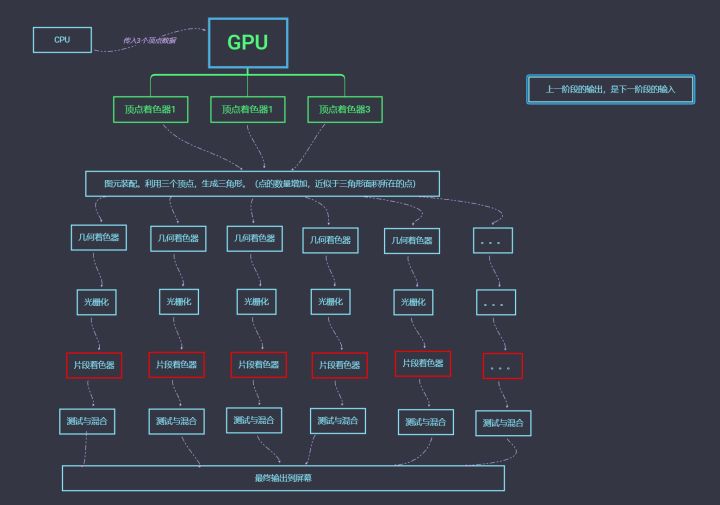 CPU
传入3个顶点数据
GPU
上一阶段的输出，是下一阶段的输入
顶点着色器1
顶点着色器1
顶点着色器3
图元装配。利用三个顶点，生成三角形。（点的数量增加，近似于三角形面积所在的点）
几何着色器
几何着色器
几何着色器
几何着色器
几何着色器
。。。
光栅化
光栅化
光栅化
光栅化
光栅化
。。。
片段着色器
片段着色器
片段着色器
片段着色器
片段着色器
。。。
测试与混合
测试与混合
测试与混合
测试与混合
测试与混合
测试与混合
最终输出到屏幕